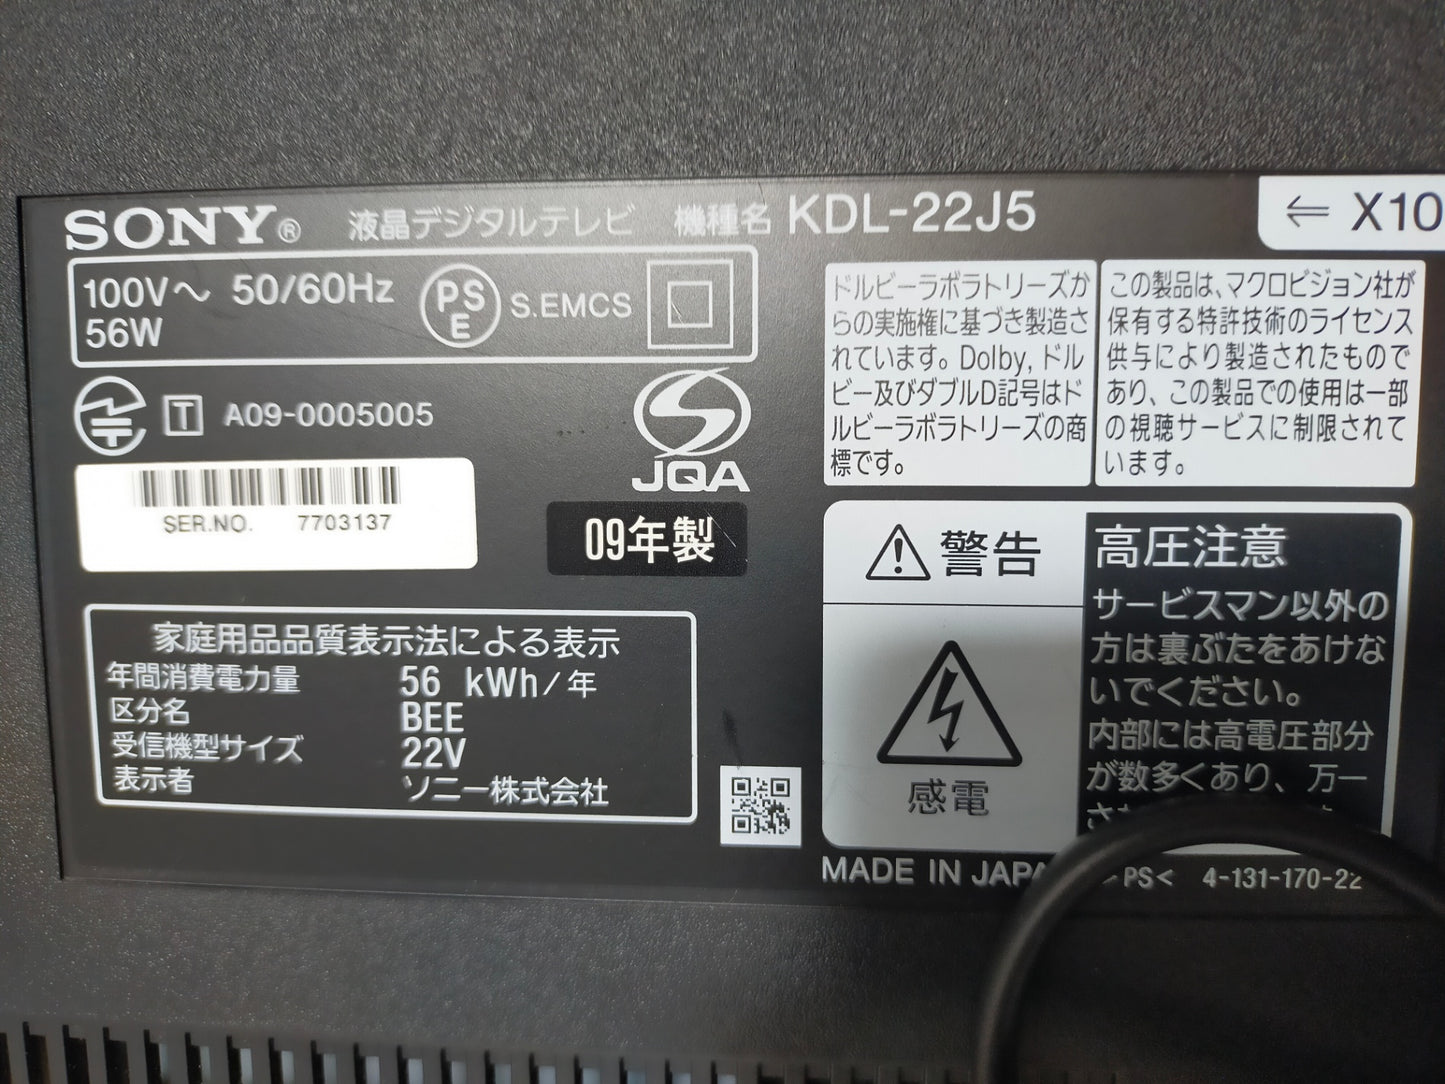 SONY® 液晶デジタルテレビ 機種名 KDL-22J5
⇐ X10
100V〜 50/60Hz
56W
PS
E
S.EMCS
T A09-0005005
JQA
SER.NO. 7703137
09年製
家庭用品品質表示法による表示
年間消費電力量 56 kWh/年
区分名 BEE
受信機型サイズ 22V
表示者 ソニー株式会社
ドルビーラボラトリーズか
らの実施権に基づき製造さ
れています。Dolby, ドル
ビー及びダブルD記号はド
ルビーラボラトリーズの商
標です。
この製品は、マクロビジョン社が
保有する特許技術のライセンス
供与により製造されたもので
あり、この製品での使用は一部
の視聴サービスに制限されて
います。
警告
感電
高圧注意
サービスマン以外の
方は裏ぶたをあけな
いでください。
内部には高電圧部分
が数多くあり、万一
MADE IN JAPA
PS< 4-131-170-22